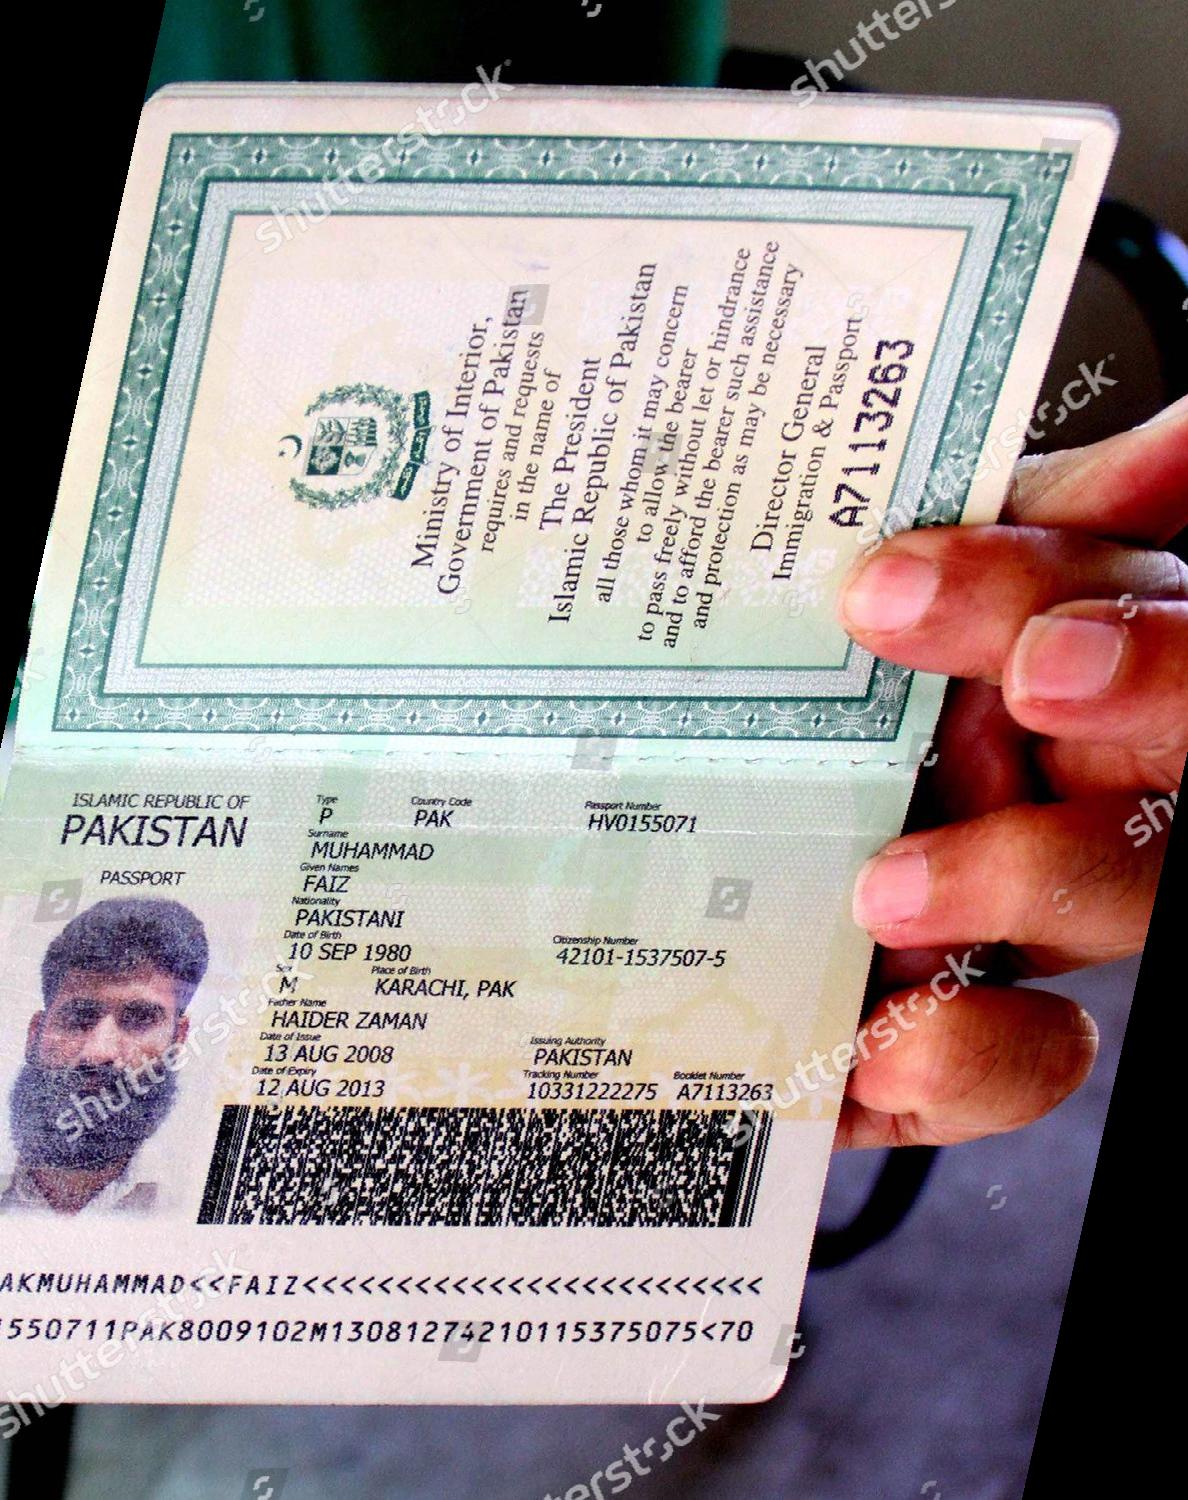 Ministry of Interior,
Government of Pakistan
requires and requests
in the name of
The President
Islamic Republic of Pakistan
all those whom it may concern
to allow the bearer
to pass freely without let or hindrance
and to afford the bearer such assistance
and protection as may be necessary
Director General
Immigration & Passport
A7113263
ISLAMIC REPUBLIC OF
PAKISTAN
PASSPORT
Type Country Code Passport Number
P PAK HV0155071
Surname
MUHAMMAD
Given Names
FAIZ
Nationality
PAKISTANI
Date of Birth Citizenship Number
10 SEP 1980 42101-1537507-5
Sex Place of Birth
M KARACHI, PAK
Father Name
HAIDER ZAMAN
Date of Issue Issuing Authority
13 AUG 2008 PAKISTAN
Date of Expiry Tracking Number Booklet Number
12 AUG 2013 10331222275 A7113263
AKMUHAMMAD<<FAIZ<<<<<<<<<<<<<<<<<<<<<<<<<
1550711PAK8009102M1308127421011537507​5<70
shutterstock